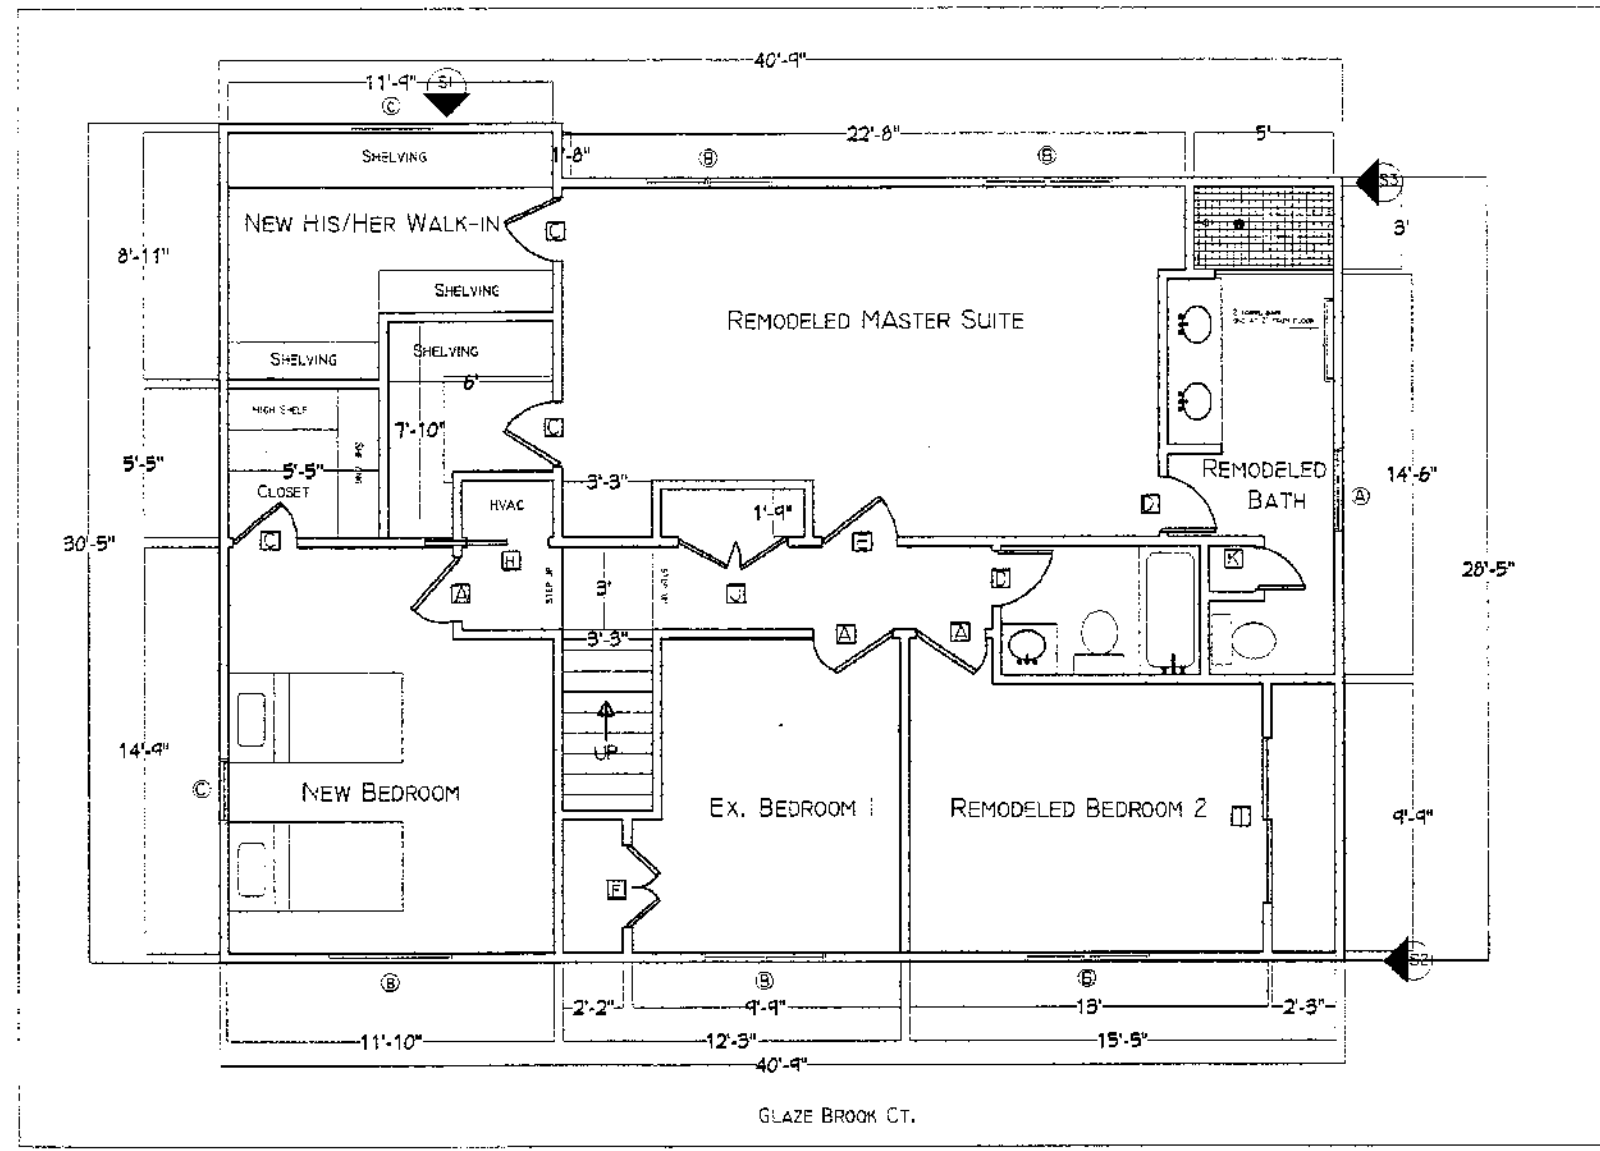 40'-9"
11'-9"
S1
C
22'-8"
5'
1'-8"
B
B
SHELVING
S3
NEW HIS/HER WALK-IN
C
3'
8'-11"
SHELVING
REMODELED MASTER SUITE
SHELVING
SHELVING
6'
HIGH SHELF
7'-10"
C
5'-5"
5'-5"
CLOSET
3'-3"
REMODELED
BATH
14'-6"
D
A
HVAC
1'-9"
C
E
30'-5"
H
STEP UP
3'
J
A
D
K
28'-5"
3'-3"
A
A
UP
14'-9"
C
NEW BEDROOM
EX. BEDROOM 1
REMODELED BEDROOM 2
I
9'-9"
F
S2
B
B
B
2'-2"
9'-9"
13'
2'-3"
11'-10"
12'-3"
15'-5"
40'-9"
GLAZE BROOK CT.